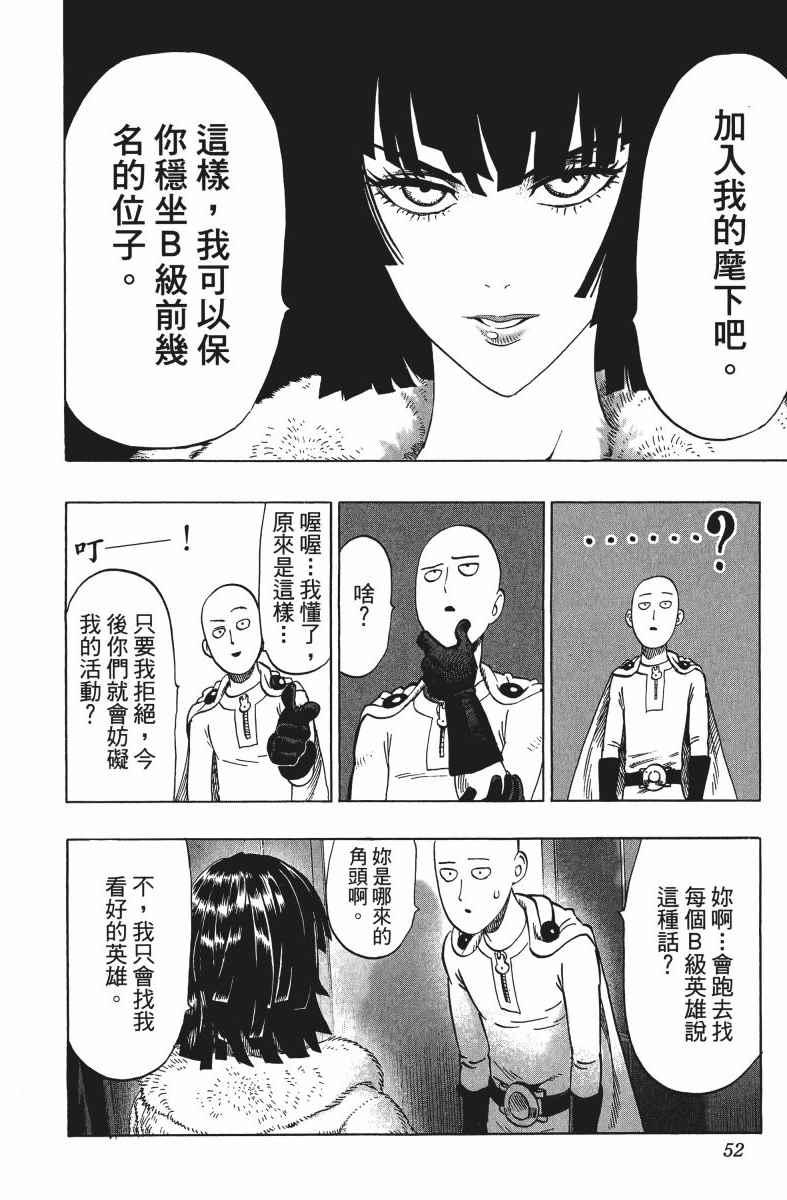 加入我的麾下吧。
這樣，我可以保
你穩坐B級前幾
名的位子。
……？
啥？
喔喔…我懂了，
原來是這樣…
叮——！
只要我拒絕，今
後你們就會妨礙
我的活動？
妳啊…會跑去找
每個B級英雄說
這種話？
妳是哪來的
角頭啊。
不，我只會找我
看好的英雄。
52